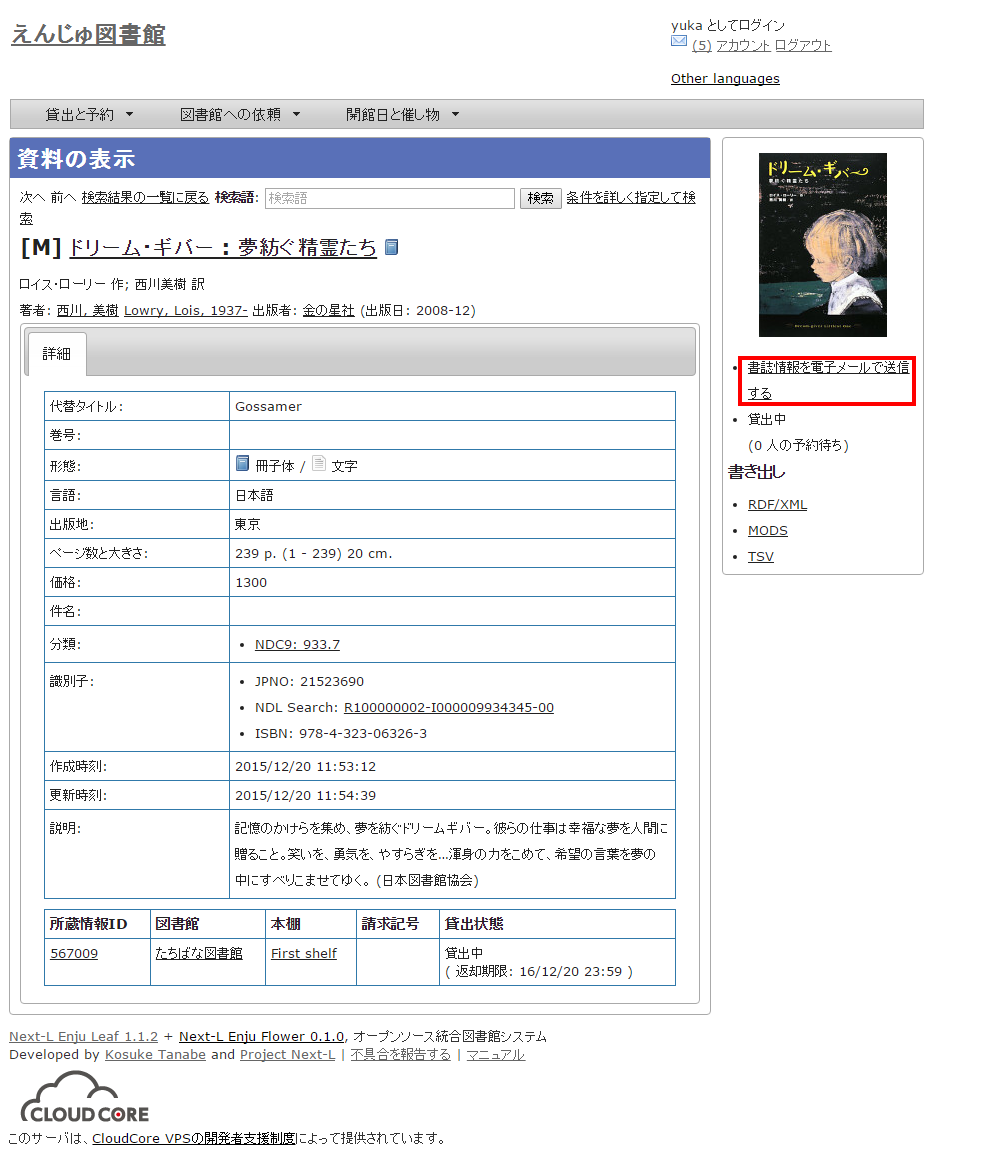 えんじゅ図書館
yuka としてログイン
(5) アカウント ログアウト
Other languages
貸出と予約 ▼ 図書館への依頼 ▼ 開館日と催し物 ▼
資料の表示
次へ 前へ 検索結果の一覧に戻る 検索語: 検索語 検索 条件を詳しく指定して検
索
[M] ドリーム・ギバー : 夢紡ぐ精霊たち
ロイス・ローリー 作; 西川美樹 訳
著者: 西川, 美樹 Lowry, Lois, 1937- 出版者: 金の星社 (出版日: 2008-12)
詳細
代替タイトル: Gossamer
巻号:
形態: 冊子体 / 文字
言語: 日本語
出版地: 東京
ページ数と大きさ: 239 p. (1 - 239) 20 cm.
価格: 1300
件名:
分類: • NDC9: 933.7
識別子: • JPNO: 21523690
• NDL Search: R100000002-I000009934345-00
• ISBN: 978-4-323-06326-3
作成時刻: 2015/12/20 11:53:12
更新時刻: 2015/12/20 11:54:39
説明: 記憶のかけらを集め、夢を紡ぐドリームギバー。彼らの仕事は幸福な夢を人間に
贈ること。笑いを、勇気を、やすらぎを…渾身の力をこめて、希望の言葉を夢の
中にすべりこませてゆく。 (日本図書館協会)
所蔵情報ID 図書館 本棚 請求記号 貸出状態
567009 たちばな図書館 First shelf 貸出中
( 返却期限: 16/12/20 23:59 )
ドリーム・ギバー
夢紡ぐ精霊たち
• 書誌情報を電子メールで送信
する
• 貸出中
(0 人の予約待ち)
書き出し
• RDF/XML
• MODS
• TSV
Next-L Enju Leaf 1.1.2 + Next-L Enju Flower 0.1.0, オープンソース統合図書館システム
Developed by Kosuke Tanabe and Project Next-L | 不具合を報告する | マニュアル
CLOUD CORE
このサーバは、CloudCore VPSの開発者支援制度によって提供されています。